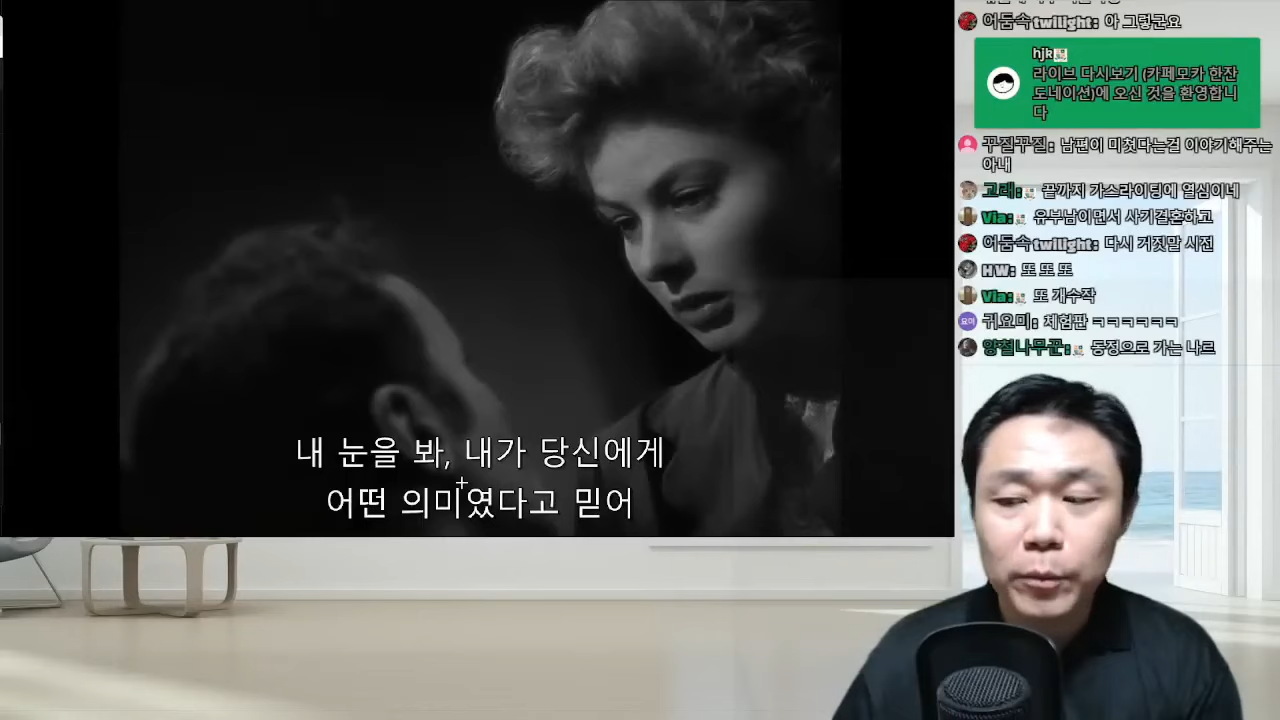 내 눈을 봐, 내가 당신에게
어떤 의미였다고 믿어
어둠속twilight: 아 그렇군요
hjk
라이브 다시보기 (카페모카 한잔
도네이션)에 오신 것을 환영합니
다
꾸질꾸질: 남편이 미쳣다는걸 이야기해주는
아내
고래: 끝까지 가스라이팅에 열심이네
Via: 유부남이면서 사기결혼하고
어둠속twilight: 다시 거짓말 시전
HW: 또 또 또
Via: 또 개수작
요미
귀요미: 체험판 ㅋㅋㅋㅋㅋㅋ
양철나무꾼: 동정으로 가는 나르